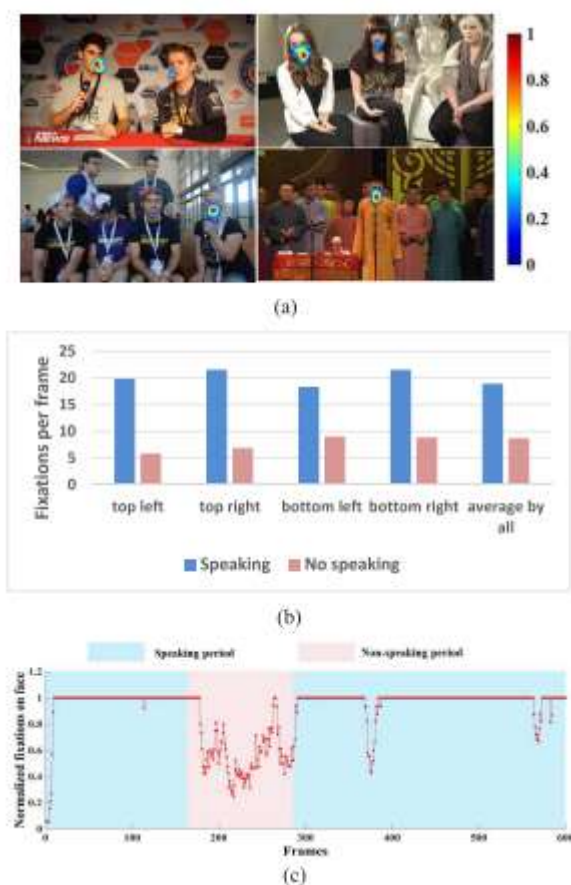 1
0.8
0.6
0.4
0.2
0
NEWS
(a)
Fixations per frame
25
20
15
10
5
0
top left top right bottom left bottom right average by
all
Speaking No speaking
(b)
Speaking period Non-speaking period
Normalized fixations on face
1.2
1
0.8
0.6
0.4
0.2
0
0 100 200 300 400 500 600
Frames
(c)